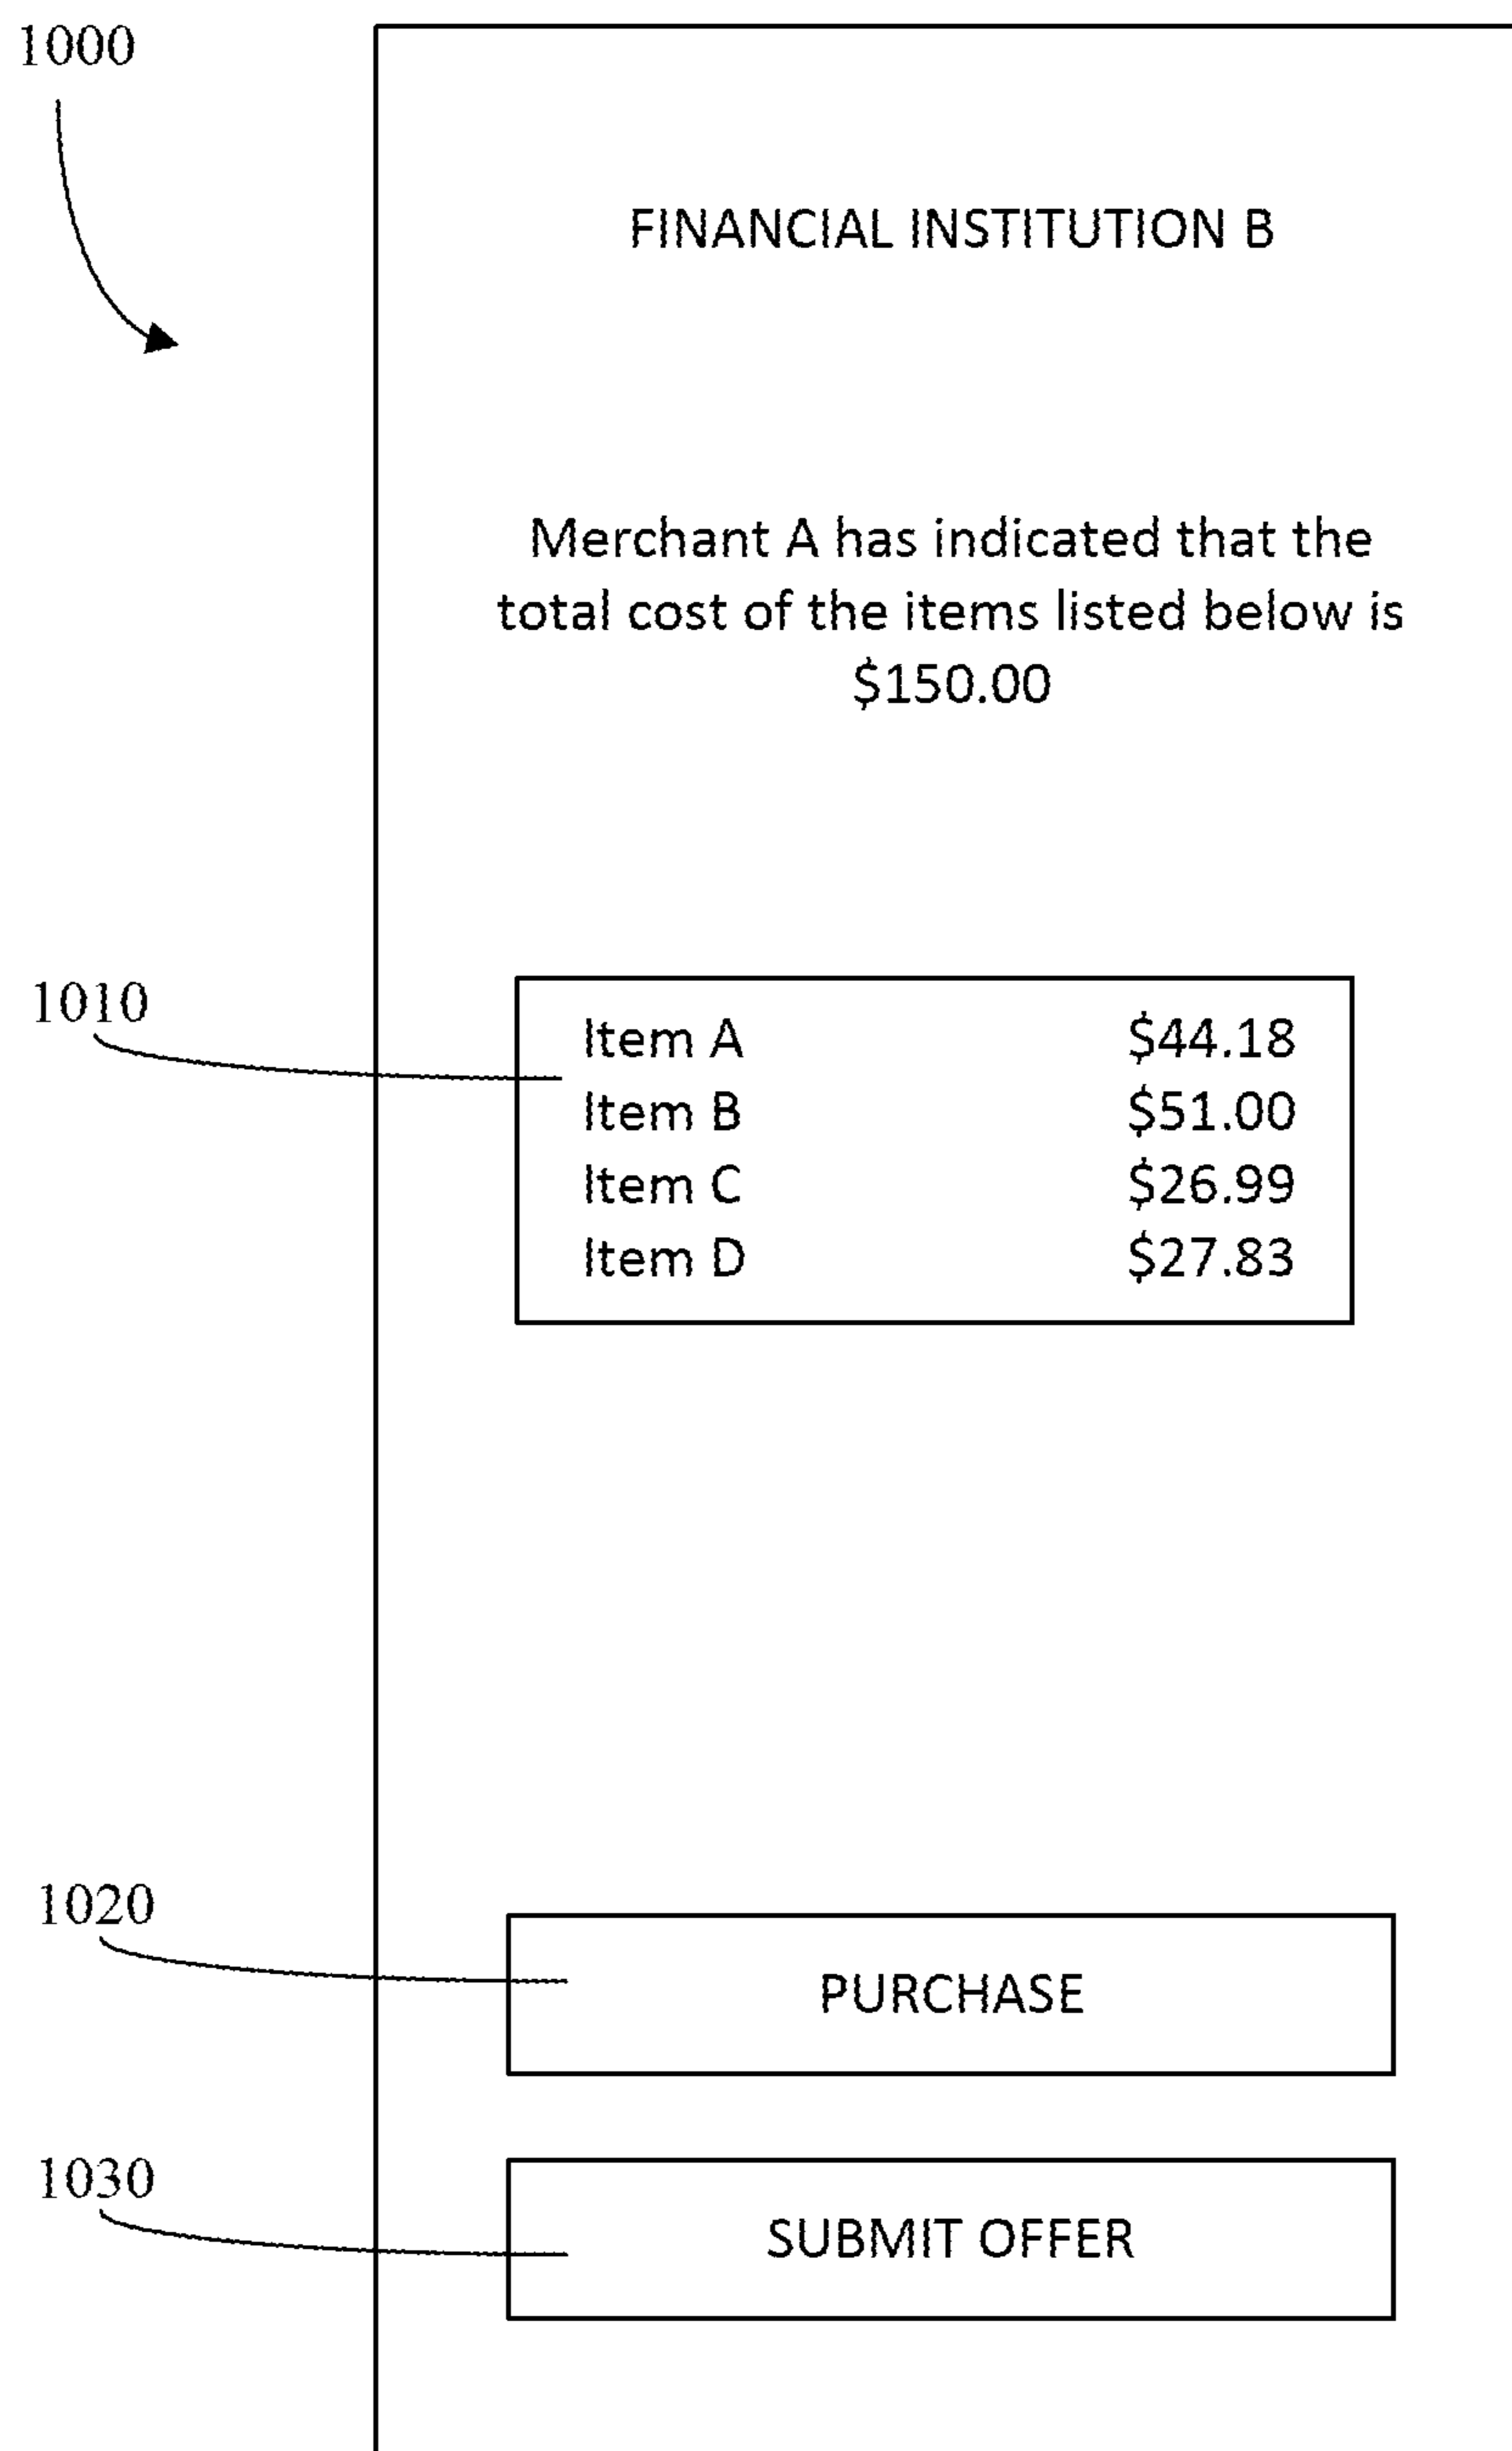 1000
FINANCIAL INSTITUTION B
Merchant A has indicated that the
total cost of the items listed below is
$150.00
1010
Item A $44.18
Item B $51.00
Item C $26.99
Item D $27.83
1020
PURCHASE
1030
SUBMIT OFFER